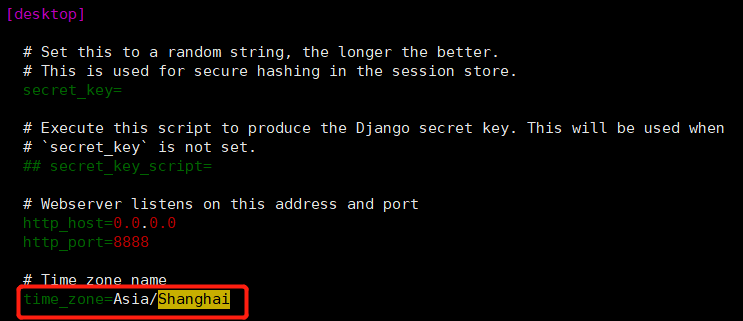 [desktop]
# Set this to a random string, the longer the better.
# This is used for secure hashing in the session store.
secret_key=
# Execute this script to produce the Django secret key. This will be used when
# `secret_key` is not set.
## secret_key_script=
# Webserver listens on this address and port
http_host=0.0.0.0
http_port=8888
# Time zone name
time_zone=Asia/Shanghai